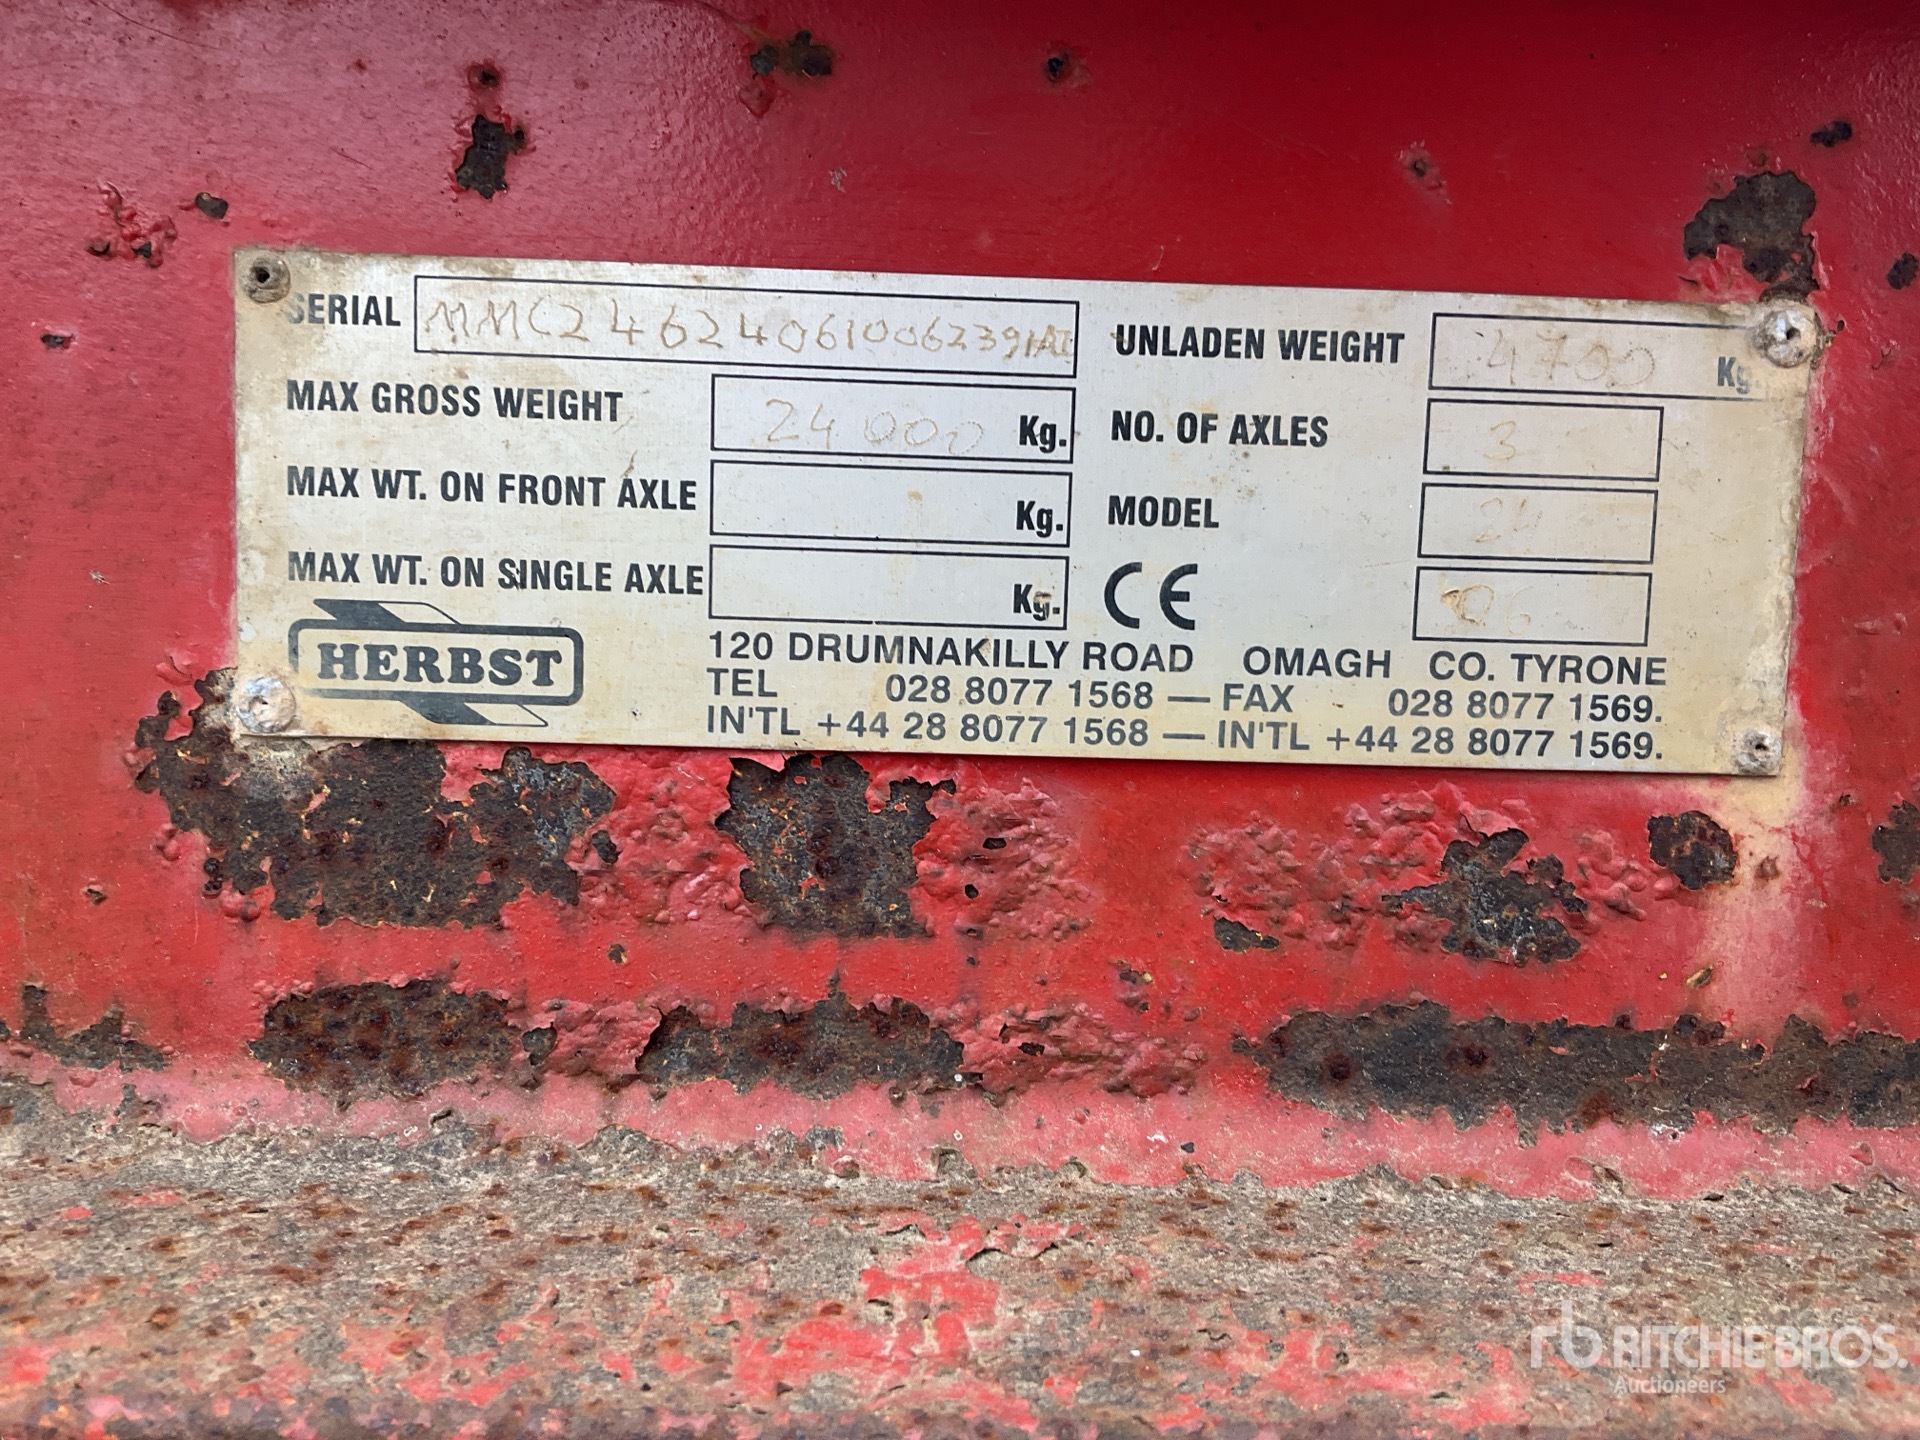 SERIAL MMC24624061006239IAI UNLADEN WEIGHT 4700 Kg.
MAX GROSS WEIGHT 24000 Kg. NO. OF AXLES 3
MAX WT. ON FRONT AXLE Kg. MODEL 24
MAX WT. ON SINGLE AXLE Kg. CE 06
HERBST
120 DRUMNAKILLY ROAD OMAGH CO. TYRONE
TEL 028 8077 1568 — FAX 028 8077 1569.
IN'TL +44 28 8077 1568 — IN'TL +44 28 8077 1569.
rb RITCHIE BROS.
Auctioneers